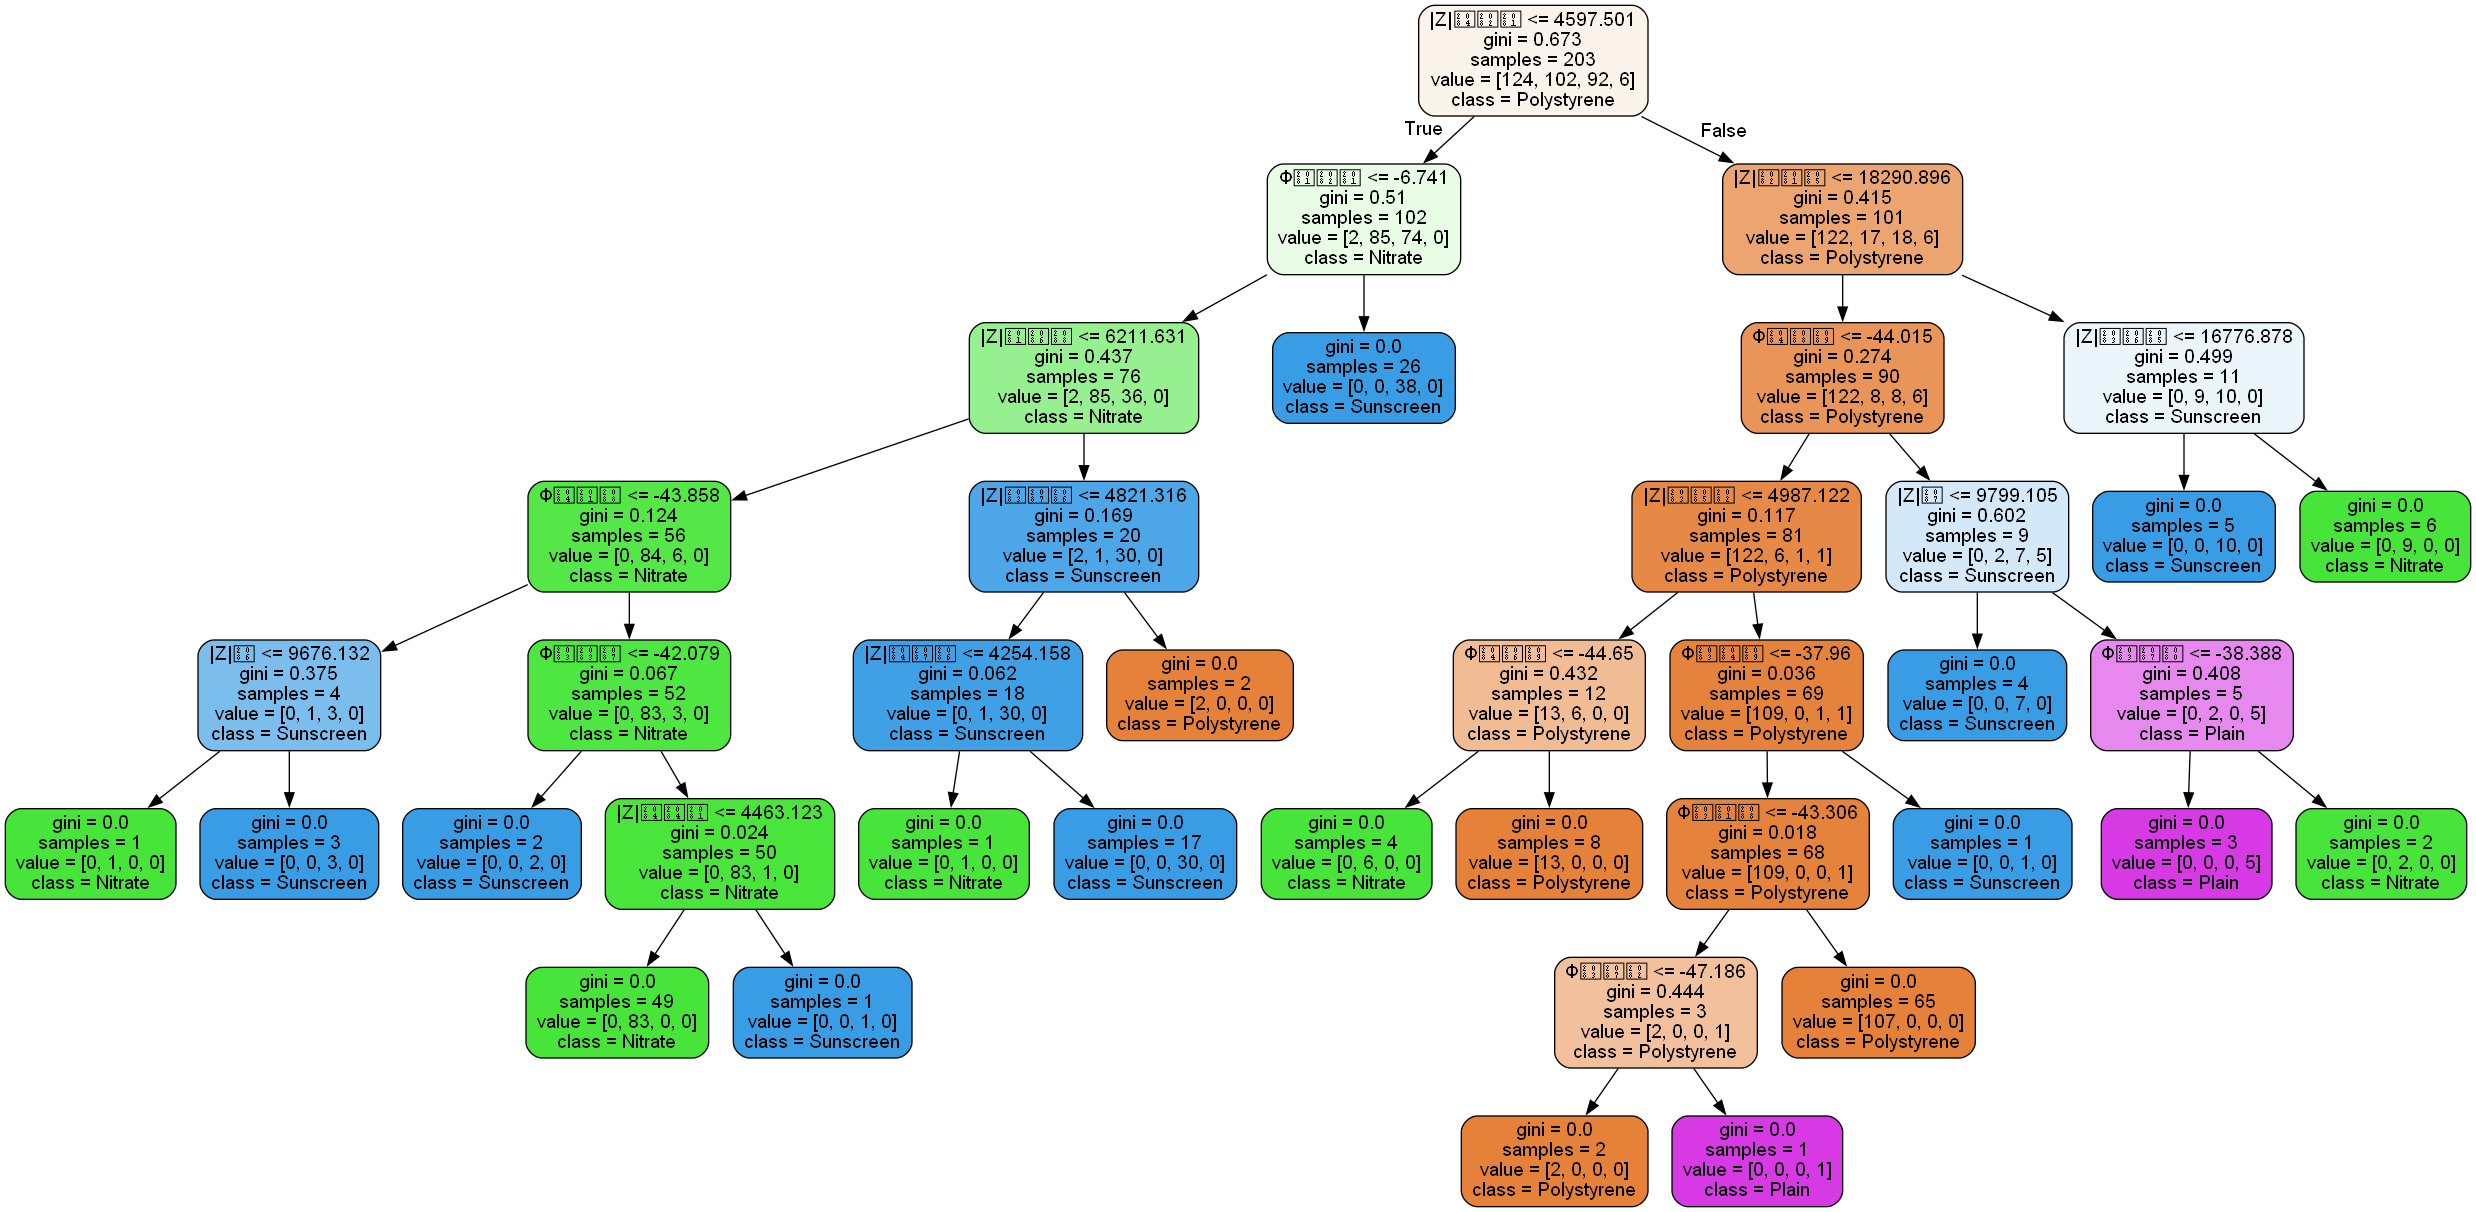 |Z| <= 4597.501
gini = 0.673
samples = 203
value = [124, 102, 92, 6]
class = Polystyrene
True
False
Φ <= -6.741
gini = 0.51
samples = 102
value = [2, 85, 74, 0]
class = Nitrate
|Z| <= 18290.896
gini = 0.415
samples = 101
value = [122, 17, 18, 6]
class = Polystyrene
|Z| <= 6211.631
gini = 0.437
samples = 76
value = [2, 85, 36, 0]
class = Nitrate
gini = 0.0
samples = 26
value = [0, 0, 38, 0]
class = Sunscreen
Φ <= -44.015
gini = 0.274
samples = 90
value = [122, 8, 8, 6]
class = Polystyrene
|Z| <= 16776.878
gini = 0.499
samples = 11
value = [0, 9, 10, 0]
class = Sunscreen
Φ <= -43.858
gini = 0.124
samples = 56
value = [0, 84, 6, 0]
class = Nitrate
|Z| <= 4821.316
gini = 0.169
samples = 20
value = [2, 1, 30, 0]
class = Sunscreen
|Z| <= 4987.122
gini = 0.117
samples = 81
value = [122, 6, 1, 1]
class = Polystyrene
|Z| <= 9799.105
gini = 0.602
samples = 9
value = [0, 2, 7, 5]
class = Sunscreen
gini = 0.0
samples = 5
value = [0, 0, 10, 0]
class = Sunscreen
gini = 0.0
samples = 6
value = [0, 9, 0, 0]
class = Nitrate
|Z| <= 9676.132
gini = 0.375
samples = 4
value = [0, 1, 3, 0]
class = Sunscreen
Φ <= -42.079
gini = 0.067
samples = 52
value = [0, 83, 3, 0]
class = Nitrate
|Z| <= 4254.158
gini = 0.062
samples = 18
value = [0, 1, 30, 0]
class = Sunscreen
gini = 0.0
samples = 2
value = [2, 0, 0, 0]
class = Polystyrene
Φ <= -44.65
gini = 0.432
samples = 12
value = [13, 6, 0, 0]
class = Polystyrene
Φ <= -37.96
gini = 0.036
samples = 69
value = [109, 0, 1, 1]
class = Polystyrene
gini = 0.0
samples = 4
value = [0, 0, 7, 0]
class = Sunscreen
Φ <= -38.388
gini = 0.408
samples = 5
value = [0, 2, 0, 5]
class = Plain
gini = 0.0
samples = 1
value = [0, 1, 0, 0]
class = Nitrate
gini = 0.0
samples = 3
value = [0, 0, 3, 0]
class = Sunscreen
gini = 0.0
samples = 2
value = [0, 0, 2, 0]
class = Sunscreen
|Z| <= 4463.123
gini = 0.024
samples = 50
value = [0, 83, 1, 0]
class = Nitrate
gini = 0.0
samples = 1
value = [0, 1, 0, 0]
class = Nitrate
gini = 0.0
samples = 17
value = [0, 0, 30, 0]
class = Sunscreen
gini = 0.0
samples = 4
value = [0, 6, 0, 0]
class = Nitrate
gini = 0.0
samples = 8
value = [13, 0, 0, 0]
class = Polystyrene
Φ <= -43.306
gini = 0.018
samples = 68
value = [109, 0, 0, 1]
class = Polystyrene
gini = 0.0
samples = 1
value = [0, 0, 1, 0]
class = Sunscreen
gini = 0.0
samples = 3
value = [0, 0, 0, 5]
class = Plain
gini = 0.0
samples = 2
value = [0, 2, 0, 0]
class = Nitrate
gini = 0.0
samples = 49
value = [0, 83, 0, 0]
class = Nitrate
gini = 0.0
samples = 1
value = [0, 0, 1, 0]
class = Sunscreen
Φ <= -47.186
gini = 0.444
samples = 3
value = [2, 0, 0, 1]
class = Polystyrene
gini = 0.0
samples = 65
value = [107, 0, 0, 0]
class = Polystyrene
gini = 0.0
samples = 2
value = [2, 0, 0, 0]
class = Polystyrene
gini = 0.0
samples = 1
value = [0, 0, 0, 1]
class = Plain